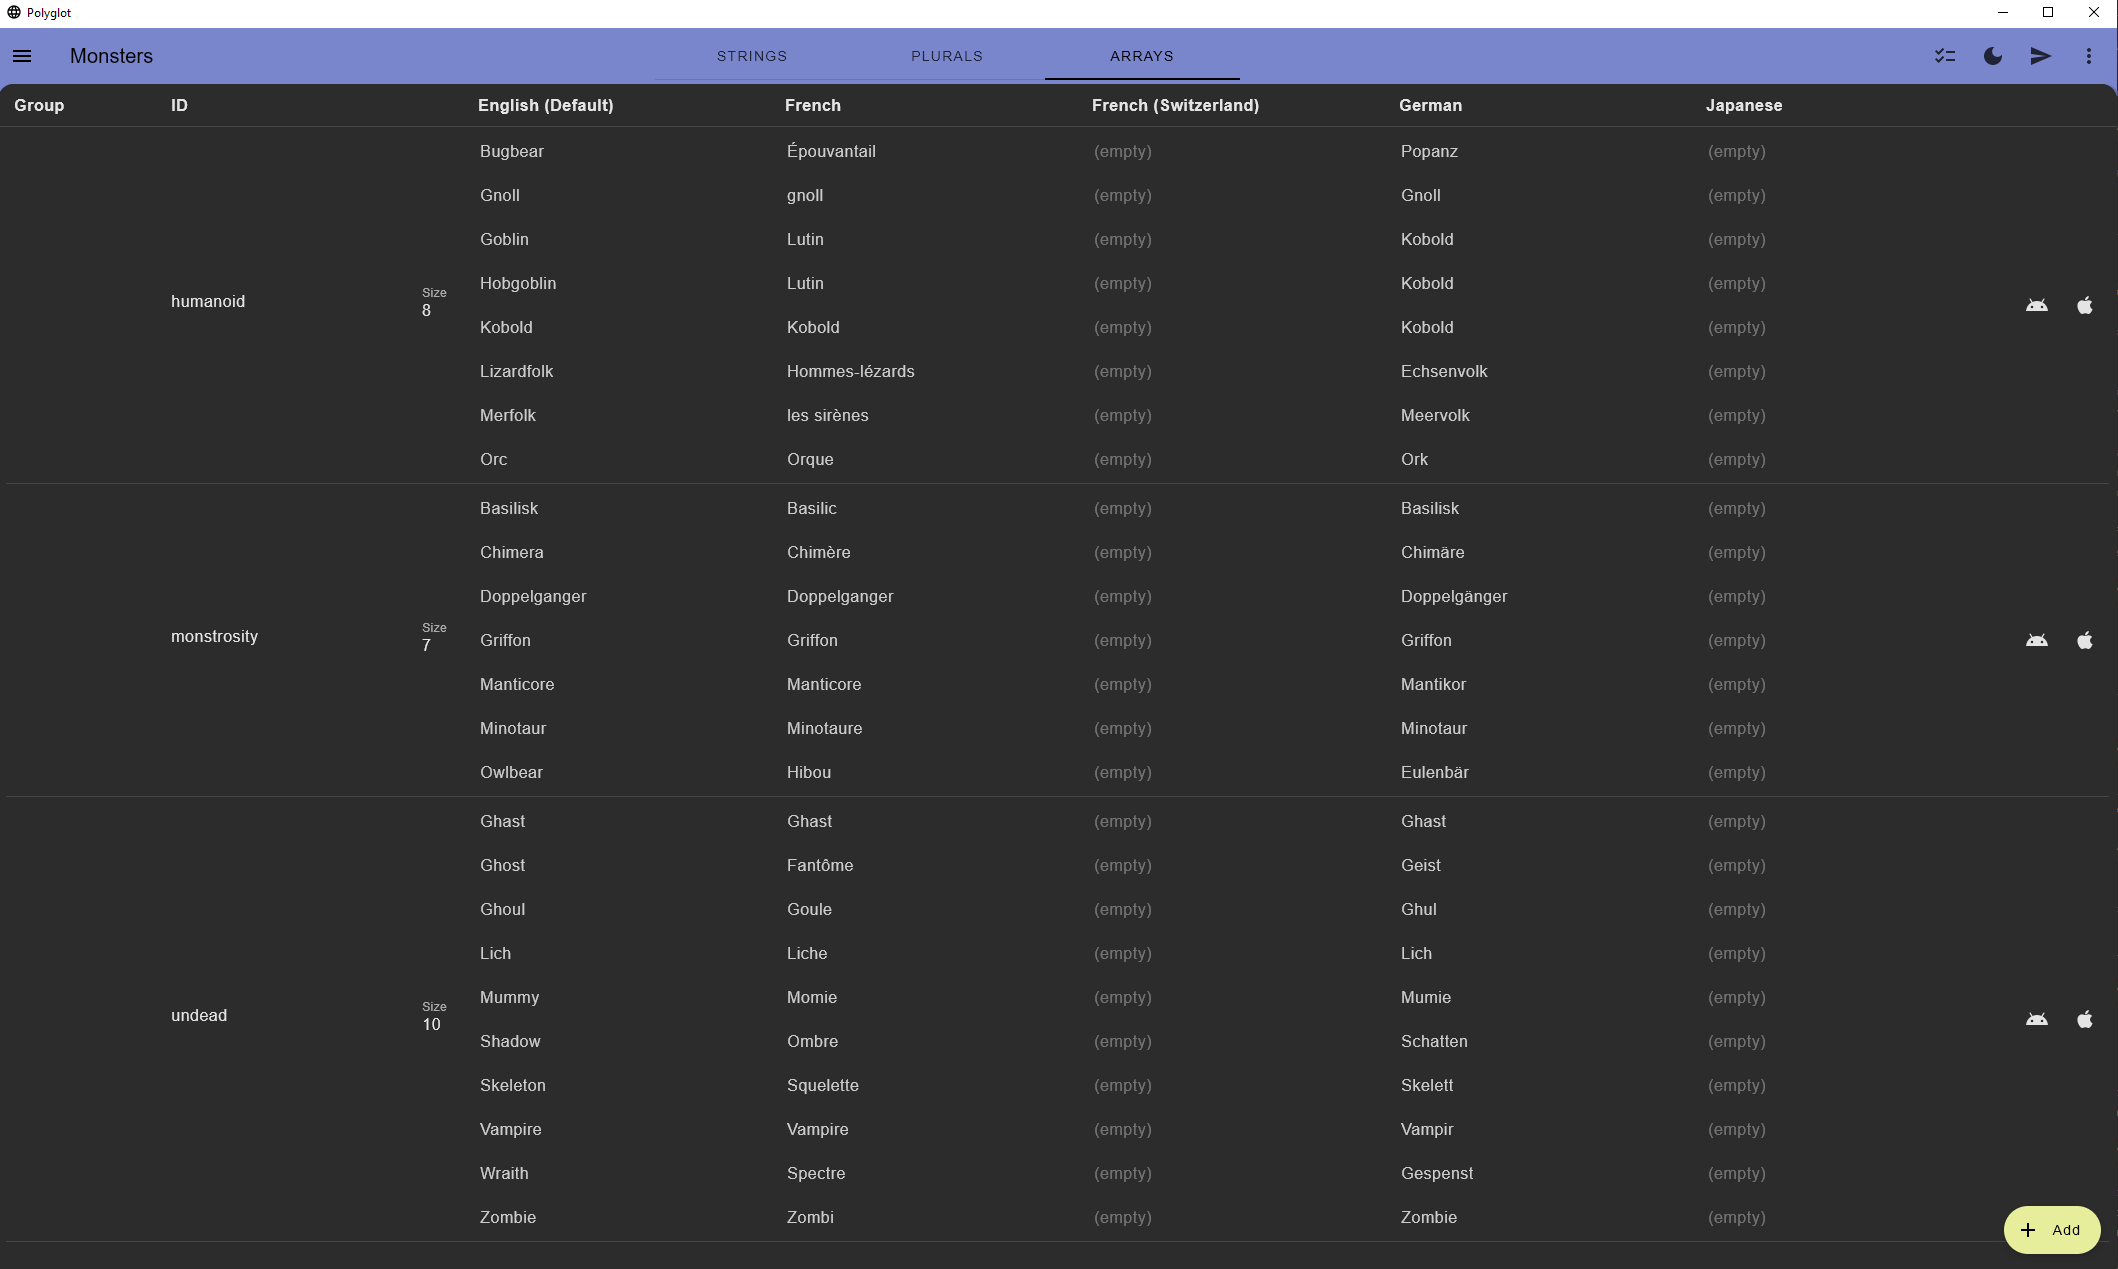 Polyglot
Monsters STRINGS PLURALS ARRAYS
Group ID English (Default) French French (Switzerland) German Japanese
Bugbear Épouvantail (empty) Popanz (empty)
Gnoll gnoll (empty) Gnoll (empty)
Goblin Lutin (empty) Kobold (empty)
Hobgoblin Lutin (empty) Kobold (empty)
humanoid Size 8
Kobold Kobold (empty) Kobold (empty)
Lizardfolk Hommes-lézards (empty) Echsenvolk (empty)
Merfolk les sirènes (empty) Meervolk (empty)
Orc Orque (empty) Ork (empty)
Basilisk Basilic (empty) Basilisk (empty)
Chimera Chimère (empty) Chimäre (empty)
Doppelganger Doppelganger (empty) Doppelgänger (empty)
monstrosity Size 7
Griffon Griffon (empty) Griffon (empty)
Manticore Manticore (empty) Mantikor (empty)
Minotaur Minotaure (empty) Minotaur (empty)
Owlbear Hibou (empty) Eulenbär (empty)
Ghast Ghast (empty) Ghast (empty)
Ghost Fantôme (empty) Geist (empty)
Ghoul Goule (empty) Ghul (empty)
Lich Liche (empty) Lich (empty)
Mummy Momie (empty) Mumie (empty)
undead Size 10
Shadow Ombre (empty) Schatten (empty)
Skeleton Squelette (empty) Skelett (empty)
Vampire Vampire (empty) Vampir (empty)
Wraith Spectre (empty) Gespenst (empty)
Zombie Zombi (empty) Zombie (empty)
Add